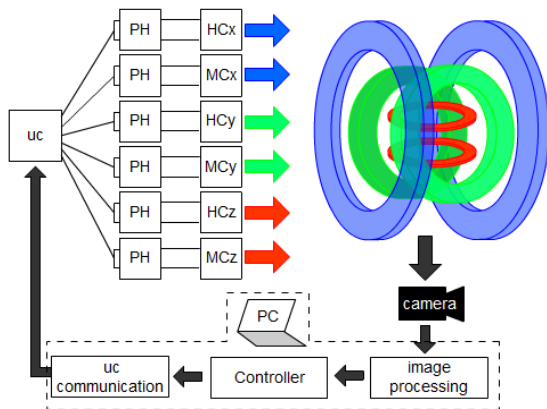 PH HCx
PH MCx
PH HCy
uc
PH MCy
PH HCz
PH MCz
camera
PC
uc
communication
Controller
image
processing